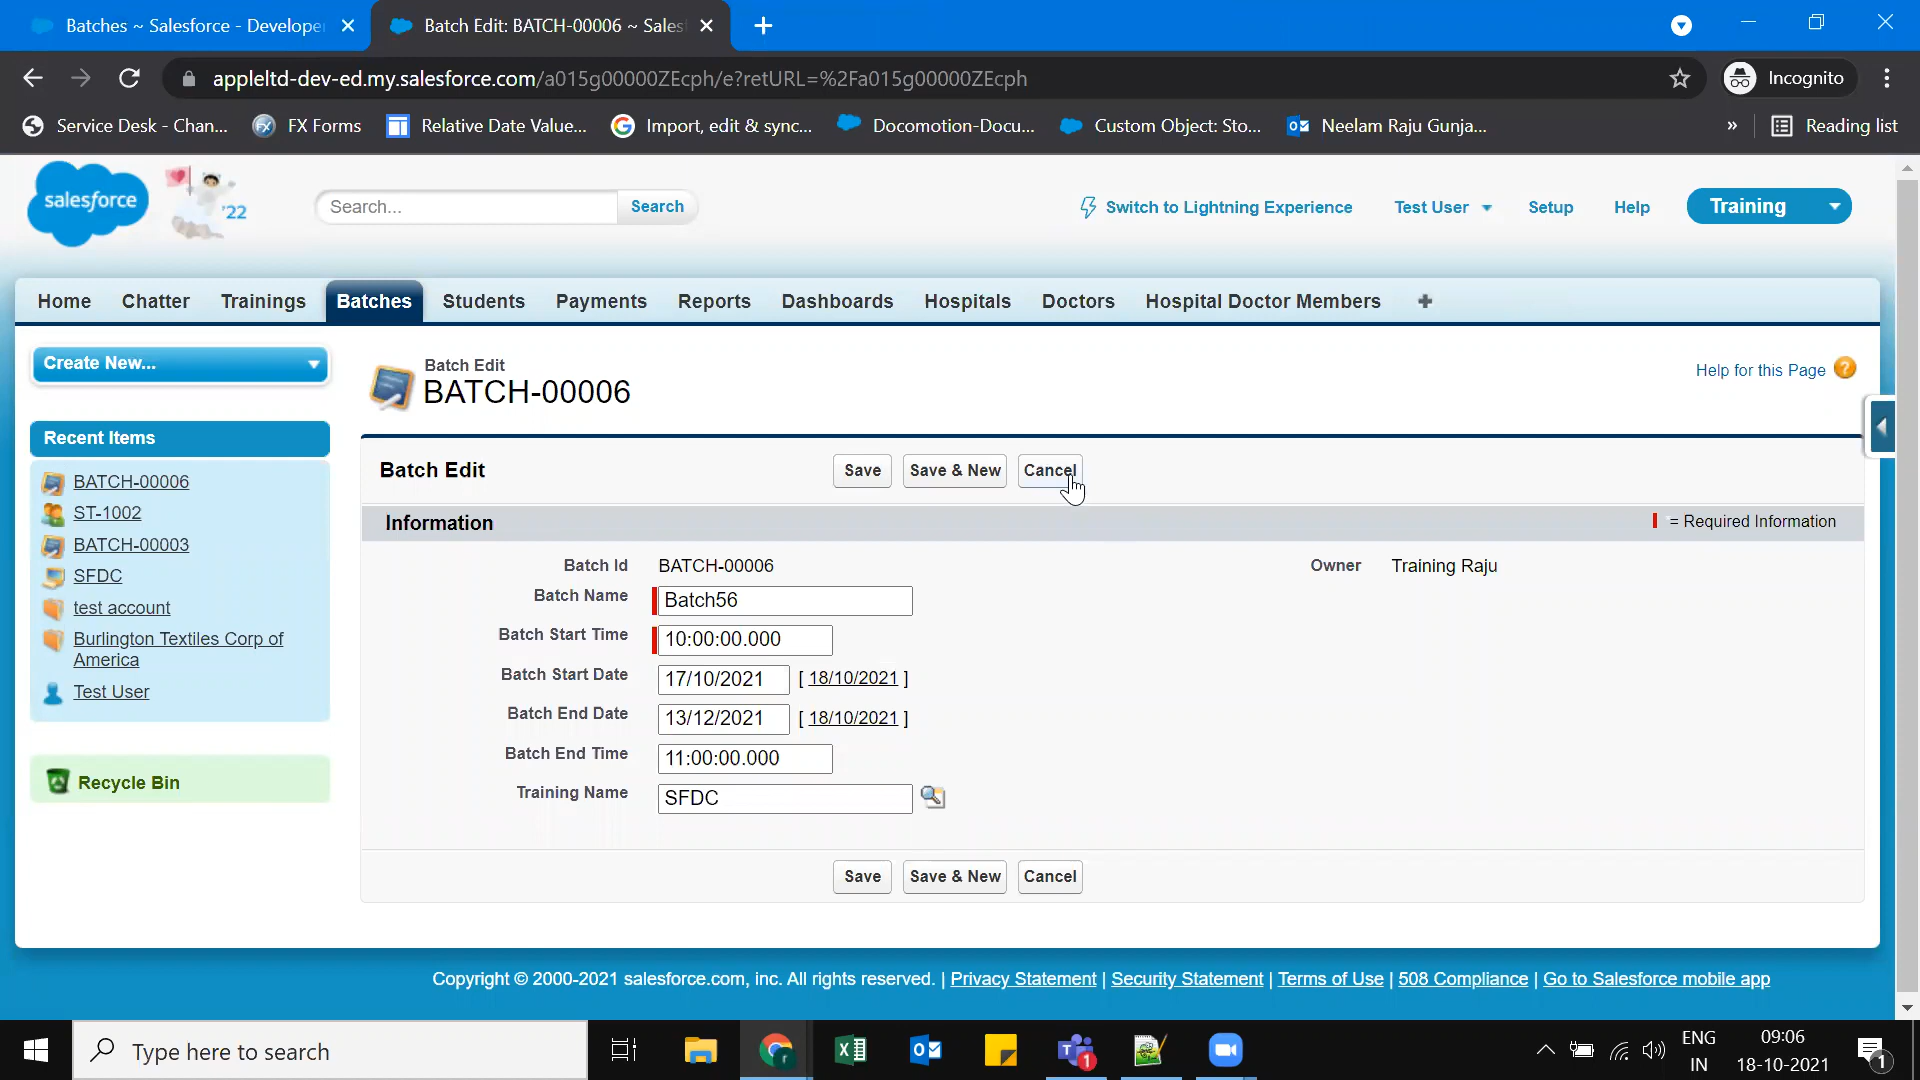 Batches ~ Salesforce - Develope
Batch Edit: BATCH-00006 ~ Sales
appleltd-dev-ed.my.salesforce.com/a015g00000ZEcph/e?retURL=%2Fa015g00000ZEcph
Incognito
Service Desk - Chan...
FX Forms
Relative Date Value...
Import, edit & sync...
Docomotion-Docu...
Custom Object: Sto...
Neelam Raju Gunja...
»
Reading list
salesforce
'22
Search...
Search
Switch to Lightning Experience
Test User
Setup
Help
Training
Home
Chatter
Trainings
Batches
Students
Payments
Reports
Dashboards
Hospitals
Doctors
Hospital Doctor Members
Create New...
Recent Items
BATCH-00006
ST-1002
BATCH-00003
SFDC
test account
Burlington Textiles Corp of
America
Test User
Recycle Bin
Batch Edit
BATCH-00006
Help for this Page
Batch Edit
Save
Save & New
Cancel
Information
= Required Information
Batch Id BATCH-00006
Owner Training Raju
Batch Name Batch56
Batch Start Time 10:00:00.000
Batch Start Date 17/10/2021 [ 18/10/2021 ]
Batch End Date 13/12/2021 [ 18/10/2021 ]
Batch End Time 11:00:00.000
Training Name SFDC
Save
Save & New
Cancel
Copyright © 2000-2021 salesforce.com, inc. All rights reserved. | Privacy Statement | Security Statement | Terms of Use | 508 Compliance | Go to Salesforce mobile app
Type here to search
1
ENG
IN
09:06
18-10-2021
1